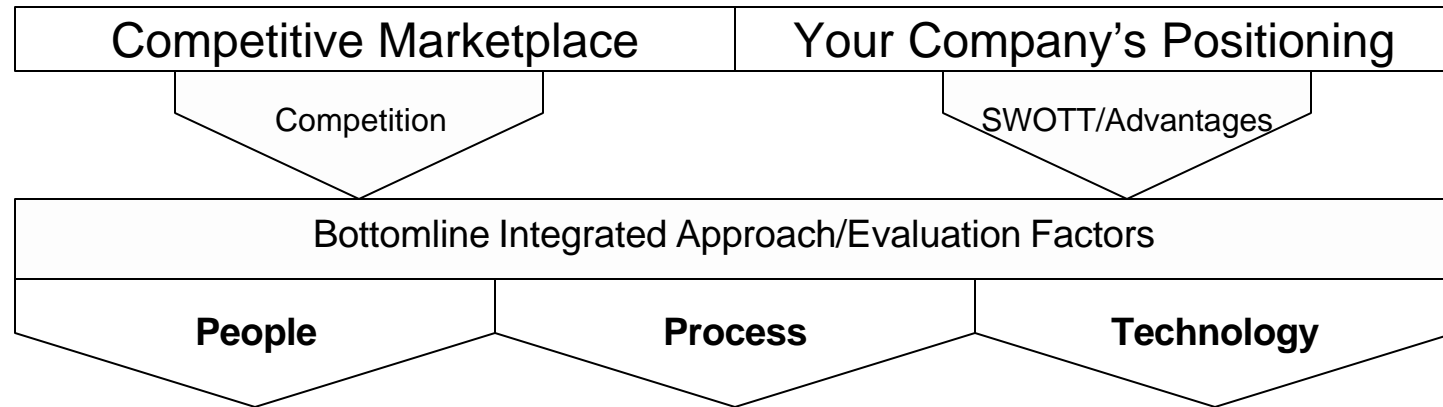 Competitive Marketplace
Your Company's Positioning
Competition
SWOTT/Advantages
Bottomline Integrated Approach/Evaluation Factors
People
Process
Technology